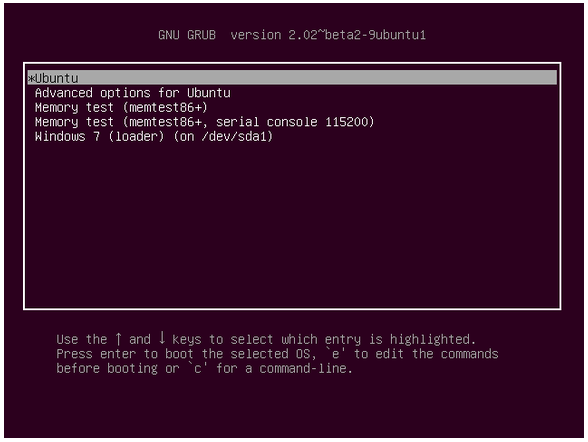 GNU GRUB  version 2.02~beta2-9ubuntu1
*Ubuntu
Advanced options for Ubuntu
Memory test (memtest86+)
Memory test (memtest86+, serial console 115200)
Windows 7 (loader) (on /dev/sda1)
Use the ↑ and ↓ keys to select which entry is highlighted.
Press enter to boot the selected OS, `e' to edit the commands
before booting or `c' for a command-line.